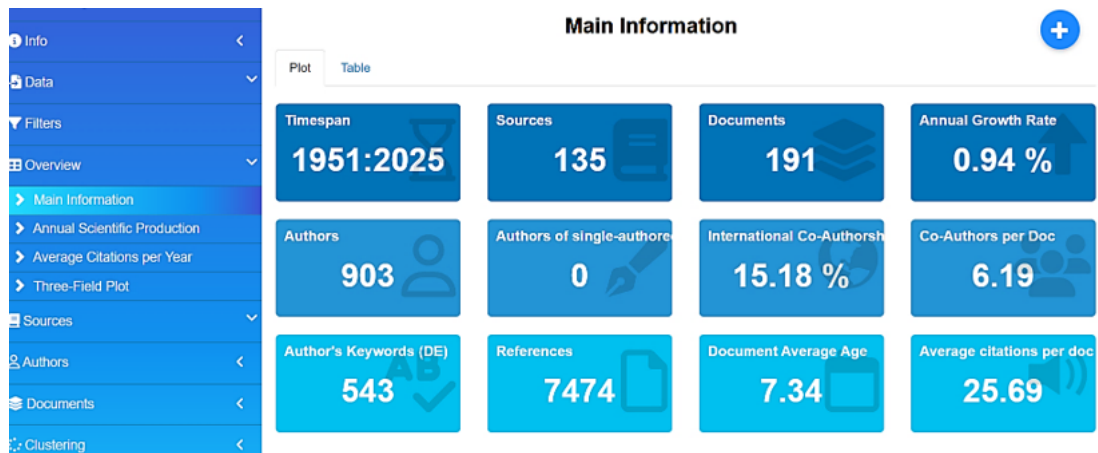 Main Information
Info
Data
Filters
Overview
Main Information
Annual Scientific Production
Average Citations per Year
Three-Field Plot
Sources
Authors
Documents
Clustering
Plot Table
Timespan
1951:2025
Sources
135
Documents
191
Annual Growth Rate
0.94 %
Authors
903
Authors of single-authore
0
International Co-Authorsh
15.18 %
Co-Authors per Doc
6.19
Author's Keywords (DE)
543
AB
References
7474
Document Average Age
7.34
Average citations per doc
25.69